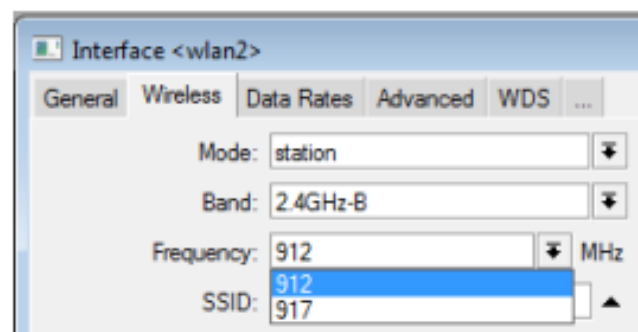 Interface <wlan2>
General Wireless Data Rates Advanced WDS ...
Mode: station
Band: 2.4GHz-B
Frequency: 912 MHz
912
SSID: 917